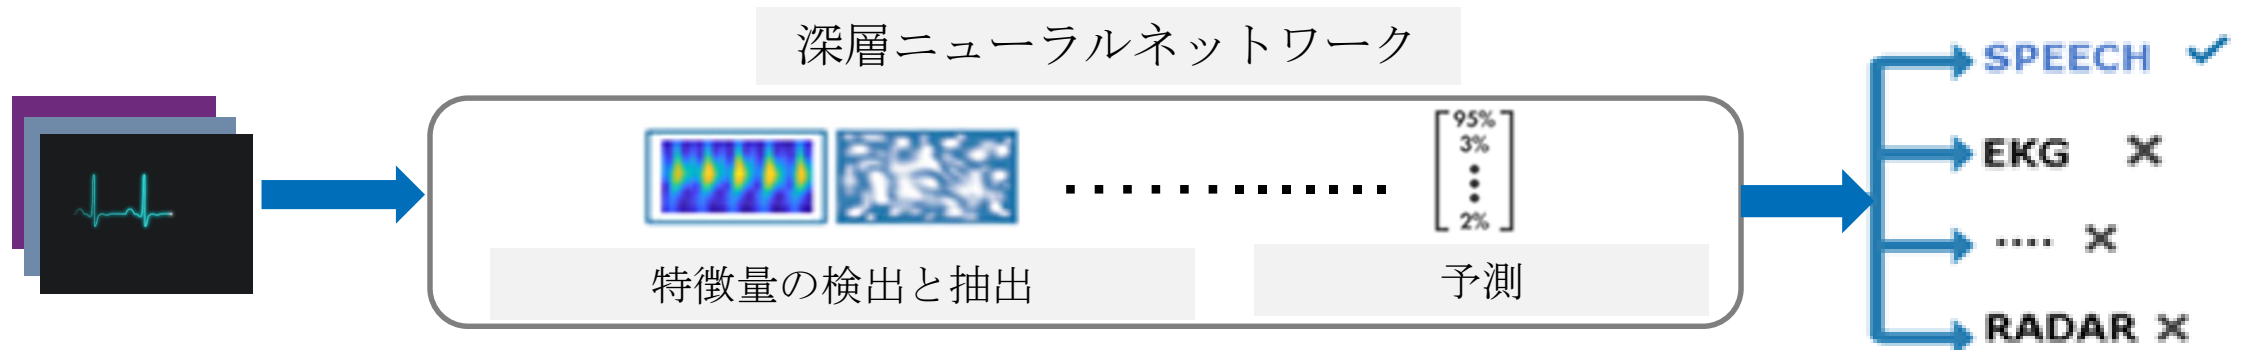 深層ニューラルネットワーク
95%
3%
2%
特徴量の検出と抽出
予測
SPEECH
EKG
....
RADAR